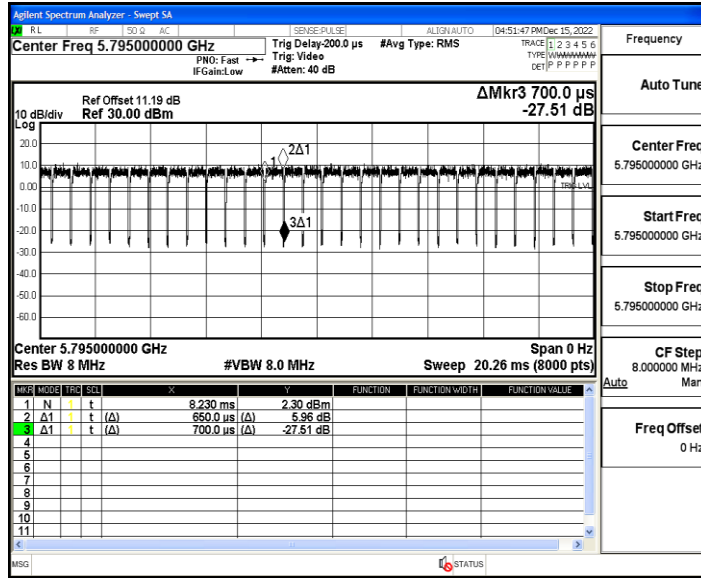 Agilent Spectrum Analyzer - Swept SA
RL RF 50 Ω AC SENSE:PULSE ALIGNAUTO 04:51:47 PM Dec 15, 2022
Center Freq 5.795000000 GHz
Trig Delay-200.0 µs #Avg Type: RMS TRACE 1 2 3 4 5 6
PNO: Fast Trig: Video TYPE
IFGain:Low #Atten: 40 dB DET P P P P P P
ΔMkr3 700.0 µs
-27.51 dB
Ref Offset 11.19 dB
10 dB/div Ref 30.00 dBm
Log
20.0
10.0
0.00
-10.0
-20.0
-30.0
-40.0
-50.0
-60.0
1
2Δ1
TRIG LVL
3Δ1
Center 5.795000000 GHz Span 0 Hz
Res BW 8 MHz #VBW 8.0 MHz Sweep 20.26 ms (8000 pts)
MKR MODE TRC SCL X Y FUNCTION FUNCTION WIDTH FUNCTION VALUE
1 N 1 t 8.230 ms 2.30 dBm
2 Δ1 1 t (Δ) 650.0 µs (Δ) 5.96 dB
3 Δ1 1 t (Δ) 700.0 µs (Δ) -27.51 dB
4
5
6
7
8
9
10
11
MSG STATUS
Frequency
Auto Tune
Center Freq
5.795000000 GHz
Start Freq
5.795000000 GHz
Stop Freq
5.795000000 GHz
CF Step
8.000000 MHz
Auto Man
Freq Offset
0 Hz